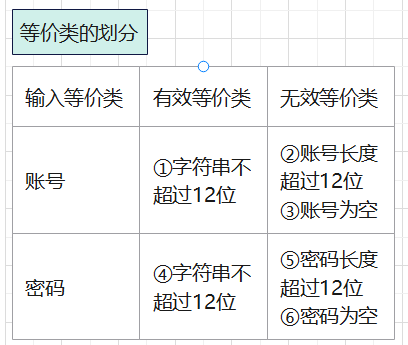 等价类的划分
输入等价类 有效等价类 无效等价类
账号
①字符串不
超过12位
②账号长度
超过12位
③账号为空
密码
④字符串不
超过12位
⑤密码长度
超过12位
⑥密码为空